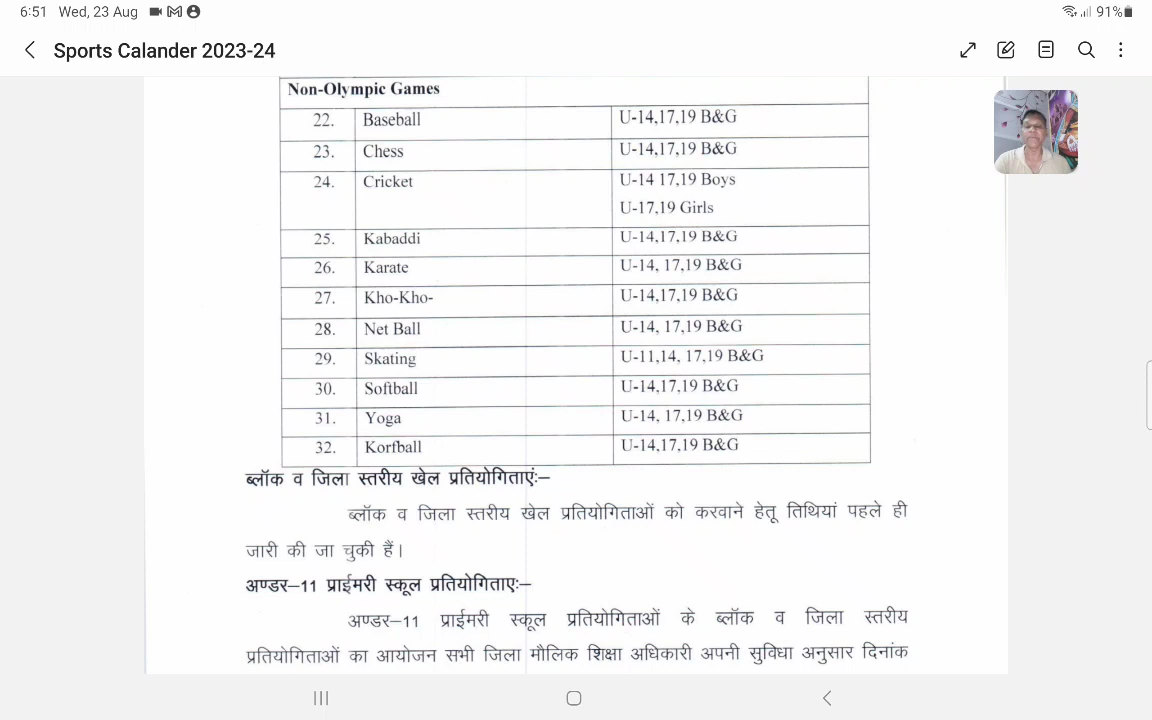 6:51 Wed, 23 Aug 91%
Sports Calander 2023-24
Non-Olympic Games
22. Baseball U-14,17,19 B&G
23. Chess U-14,17,19 B&G
24. Cricket U-14 17,19 Boys
U-17,19 Girls
25. Kabaddi U-14,17,19 B&G
26. Karate U-14, 17,19 B&G
27. Kho-Kho- U-14,17,19 B&G
28. Net Ball U-14, 17,19 B&G
29. Skating U-11,14, 17,19 B&G
30. Softball U-14,17,19 B&G
31. Yoga U-14, 17,19 B&G
32. Korfball U-14,17,19 B&G
ब्लॉक व जिला स्तरीय खेल प्रतियोगिताएंः–
ब्लॉक व जिला स्तरीय खेल प्रतियोगिताओं को करवाने हेतू तिथियां पहले ही
जारी की जा चुकी हैं।
अण्डर–11 प्राईमरी स्कूल प्रतियोगिताएः–
अण्डर–11 प्राईमरी स्कूल प्रतियोगिताओं के ब्लॉक व जिला स्तरीय
प्रतियोगिताओं का आयोजन सभी जिला मौलिक शिक्षा अधिकारी अपनी सुविधा अनुसार दिनांक